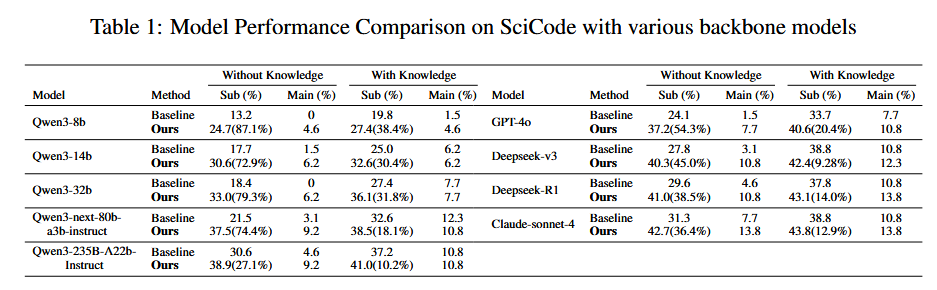 Table 1: Model Performance Comparison on SciCode with various backbone models
Without Knowledge With Knowledge Without Knowledge With Knowledge
Model Method Sub (%) Main (%) Sub (%) Main (%) Model Method Sub (%) Main (%) Sub (%) Main (%)
Qwen3-8b Baseline 13.2 0 19.8 1.5 GPT-4o Baseline 24.1 1.5 33.7 7.7
Ours 24.7(87.1%) 4.6 27.4(38.4%) 4.6 Ours 37.2(54.3%) 7.7 40.6(20.4%) 10.8
Qwen3-14b Baseline 17.7 1.5 25.0 6.2 Deepseek-v3 Baseline 27.8 3.1 38.8 10.8
Ours 30.6(72.9%) 6.2 32.6(30.4%) 6.2 Ours 40.3(45.0%) 10.8 42.4(9.28%) 12.3
Qwen3-32b Baseline 18.4 0 27.4 7.7 Deepseek-R1 Baseline 29.6 4.6 37.8 10.8
Ours 33.0(79.3%) 6.2 36.1(31.8%) 7.7 Ours 41.0(38.5%) 10.8 43.1(14.0%) 13.8
Qwen3-next-80b- Baseline 21.5 3.1 32.6 12.3 Claude-sonnet-4 Baseline 31.3 7.7 38.8 10.8
a3b-instruct Ours 37.5(74.4%) 9.2 38.5(18.1%) 10.8 Ours 42.7(36.4%) 13.8 43.8(12.9%) 13.8
Qwen3-235B-A22b- Baseline 30.6 4.6 37.2 10.8
Instruct Ours 38.9(27.1%) 9.2 41.0(10.2%) 10.8